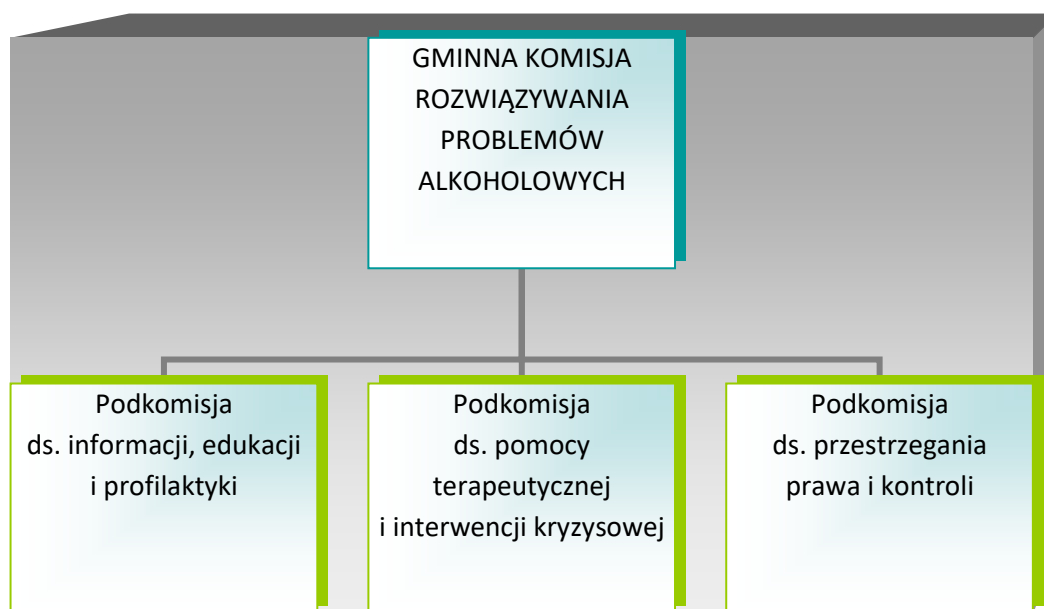 GMINNA KOMISJA
ROZWIĄZYWANIA
PROBLEMÓW
ALKOHOLOWYCH
Podkomisja
ds. informacji, edukacji
i profilaktyki
Podkomisja
ds. pomocy
terapeutycznej
i interwencji kryzysowej
Podkomisja
ds. przestrzegania
prawa i kontroli